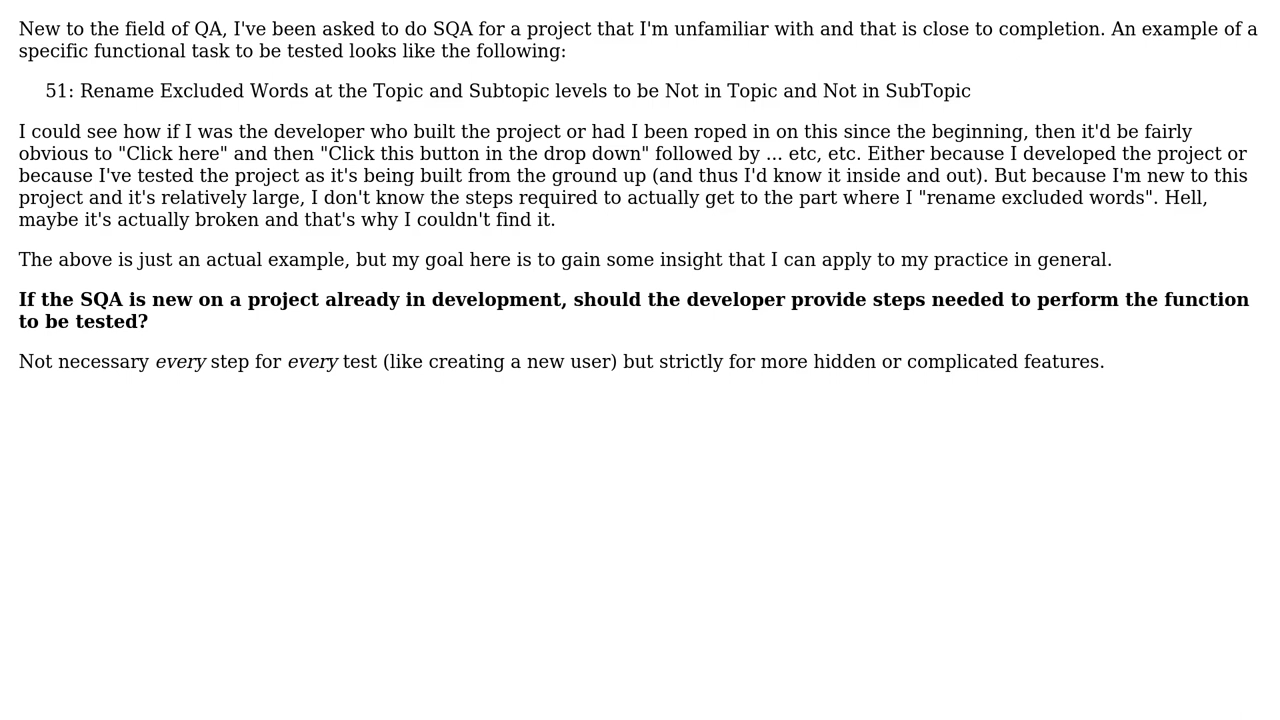 New to the field of QA, I've been asked to do SQA for a project that I'm unfamiliar with and that is close to completion. An example of a
specific functional task to be tested looks like the following:
51: Rename Excluded Words at the Topic and Subtopic levels to be Not in Topic and Not in SubTopic
I could see how if I was the developer who built the project or had I been roped in on this since the beginning, then it'd be fairly
obvious to "Click here" and then "Click this button in the drop down" followed by ... etc, etc. Either because I developed the project or
because I've tested the project as it's being built from the ground up (and thus I'd know it inside and out). But because I'm new to this
project and it's relatively large, I don't know the steps required to actually get to the part where I "rename excluded words". Hell,
maybe it's actually broken and that's why I couldn't find it.
The above is just an actual example, but my goal here is to gain some insight that I can apply to my practice in general.
If the SQA is new on a project already in development, should the developer provide steps needed to perform the function
to be tested?
Not necessary every step for every test (like creating a new user) but strictly for more hidden or complicated features.